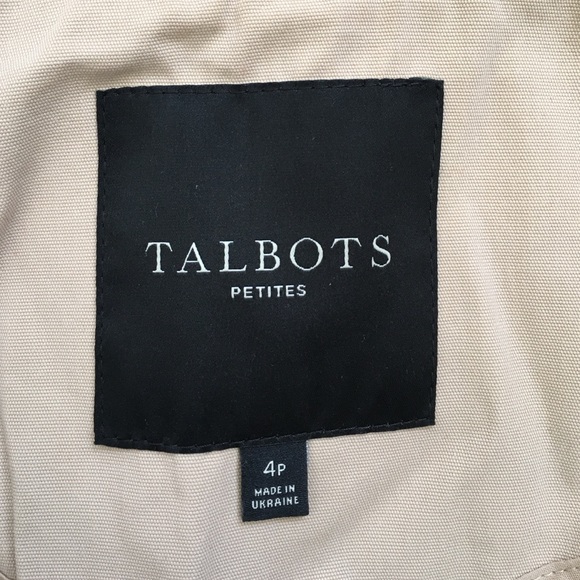 TALBOTS
PETITES
4P
MADE IN
UKRAINE